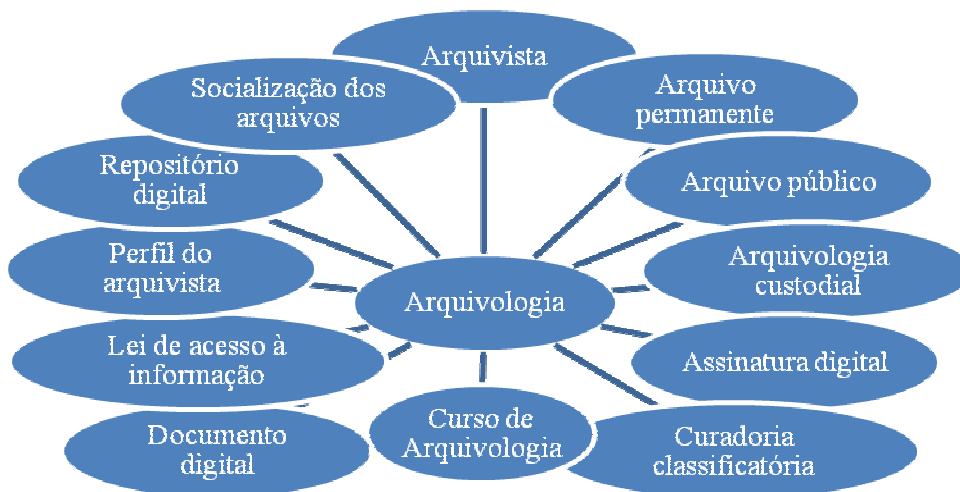 Arquivista
Socialização dos
arquivos
Arquivo
permanente
Repositório
digital
Arquivo público
Perfil do
arquivista
Arquivologia
custodial
Arquivologia
Lei de acesso à
informação
Assinatura digital
Documento
digital
Curso de
Arquivologia
Curadoria
classificatória